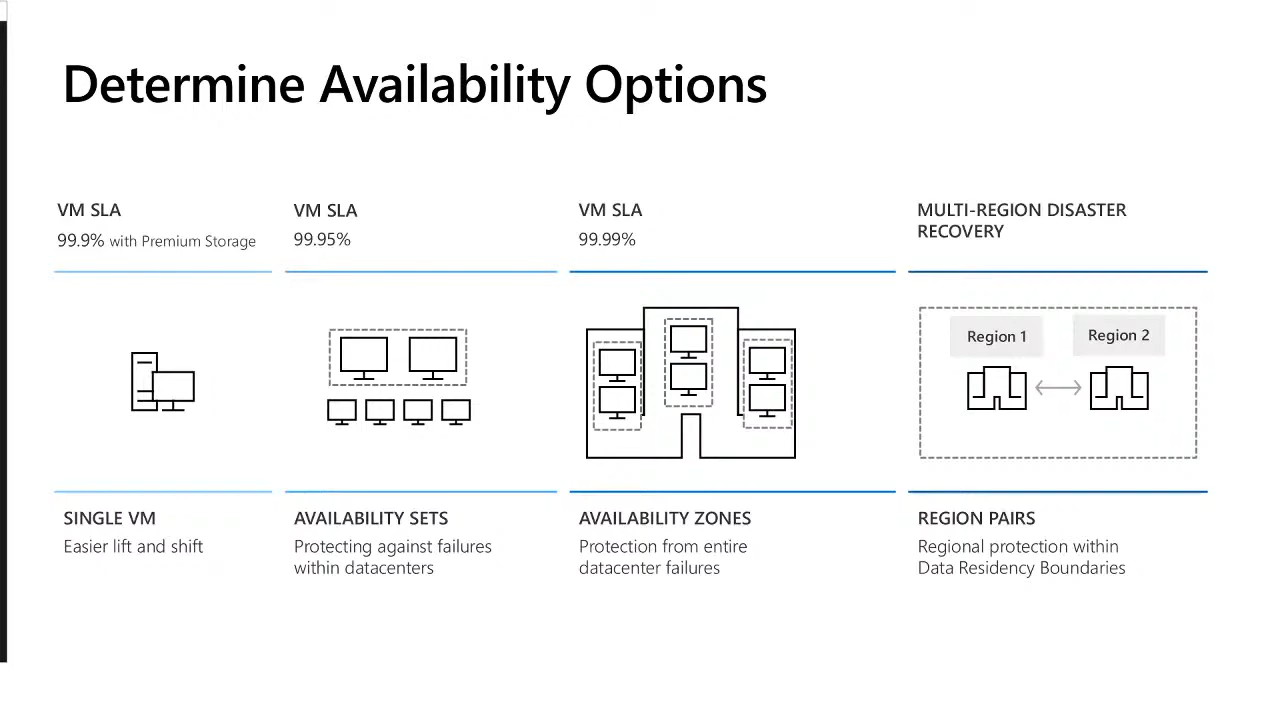 Determine Availability Options
VM SLA
99.9% with Premium Storage
VM SLA
99.95%
VM SLA
99.99%
MULTI-REGION DISASTER
RECOVERY
Region 1
Region 2
SINGLE VM
Easier lift and shift
AVAILABILITY SETS
Protecting against failures
within datacenters
AVAILABILITY ZONES
Protection from entire
datacenter failures
REGION PAIRS
Regional protection within
Data Residency Boundaries